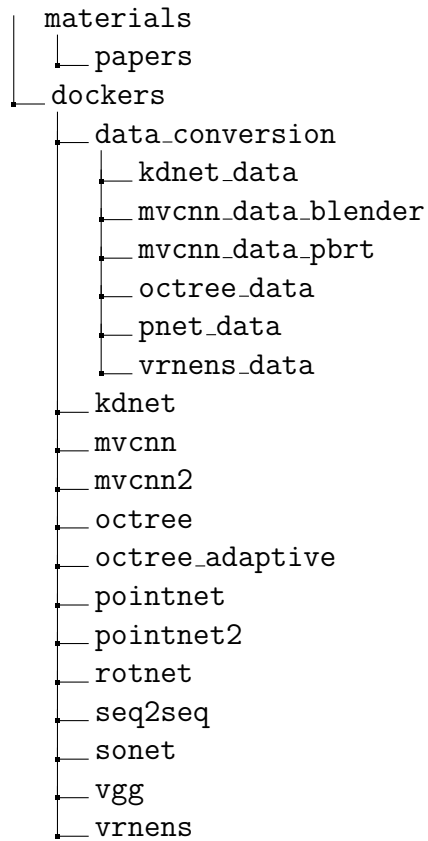 materials
papers
dockers
data_conversion
kdnet_data
mvcnn_data_blender
mvcnn_data_pbrt
octree_data
pnet_data
vrnens_data
kdnet
mvcnn
mvcnn2
octree
octree_adaptive
pointnet
pointnet2
rotnet
seq2seq
sonet
vgg
vrnens